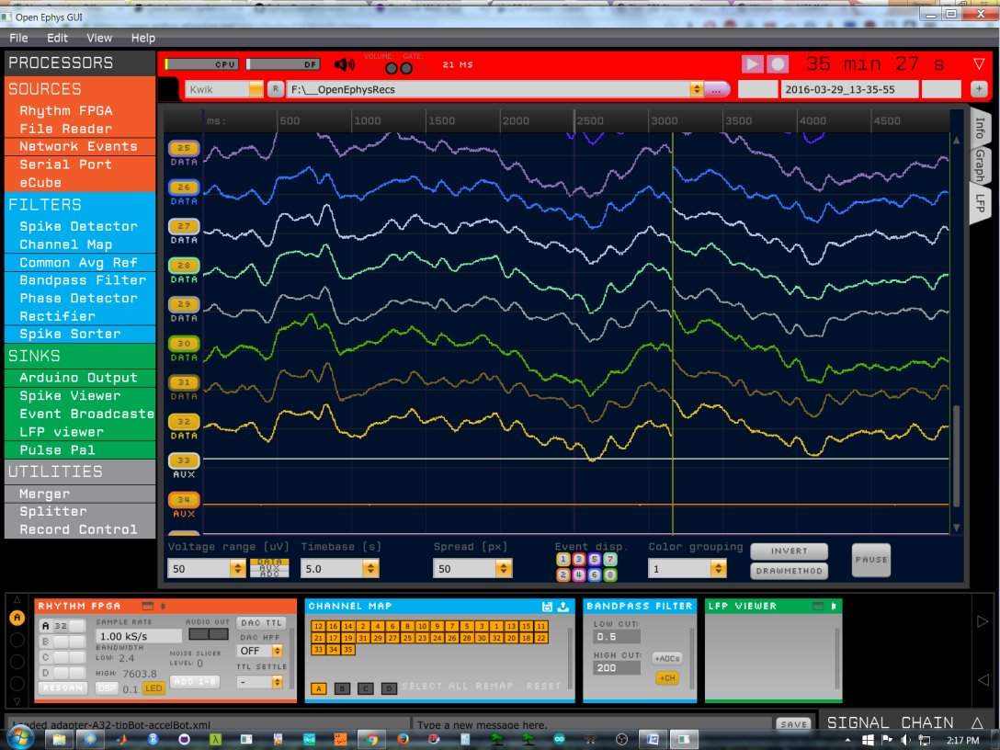 Open Ephys GUI
File Edit View Help
PROCESSORS
CPU DF VOLUME: GATE: 21 MS 35 min 27 s
SOURCES
Kwik R F:\__OpenEphysRecs ... 2016-03-29_13-35-55 +
Rhythm FPGA
File Reader
Network Events
Serial Port
eCube
FILTERS
Spike Detector
Channel Map
Common Avg Ref
Bandpass Filter
Phase Detector
Rectifier
Spike Sorter
SINKS
Arduino Output
Spike Viewer
Event Broadcaste
LFP viewer
Pulse Pal
UTILITIES
Merger
Splitter
Record Control
ms: 500 1000 1500 2000 2500 3000 3500 4000 4500
Info
Graph
LFP
25
DATA
26
DATA
27
DATA
28
DATA
29
DATA
30
DATA
31
DATA
32
DATA
33
AUX
34
AUX
Voltage range (uV) Timebase (s) Spread (px) Event disp. Color grouping
50 DATA AUX ADC 5.0 50 1 3 5 7 1 INVERT PAUSE
2 4 6 8 DRAWMETHOD
A
RHYTHM FPGA
A 32
B
C
D
RESCAN
SAMPLE RATE
1.00 kS/s
BANDWIDTH
LOW: 2.4
HIGH: 7603.8
DSP 0.1 LED
AUDIO OUT
NOISE SLICER
LEVEL: 0
ADC 1-8
DAC TTL
DAC HPF
OFF
TTL SETTLE
-
CHANNEL MAP
12 16 14 2 4 6 8 10 9 7 3 1 13 15 11
21 17 19 31 29 27 25 23 24 26 28 30 32 20 18 22
33 34 35
A B C D SELECT ALL REMAP RESET
BANDPASS FILTER
LOW CUT:
0.5
HIGH CUT:
200
+ADCs
+CH
LFP VIEWER
Loaded adapter-A32-tipBot-accelBot.xml
Type a new message here.
SAVE
SIGNAL CHAIN
2:17 PM